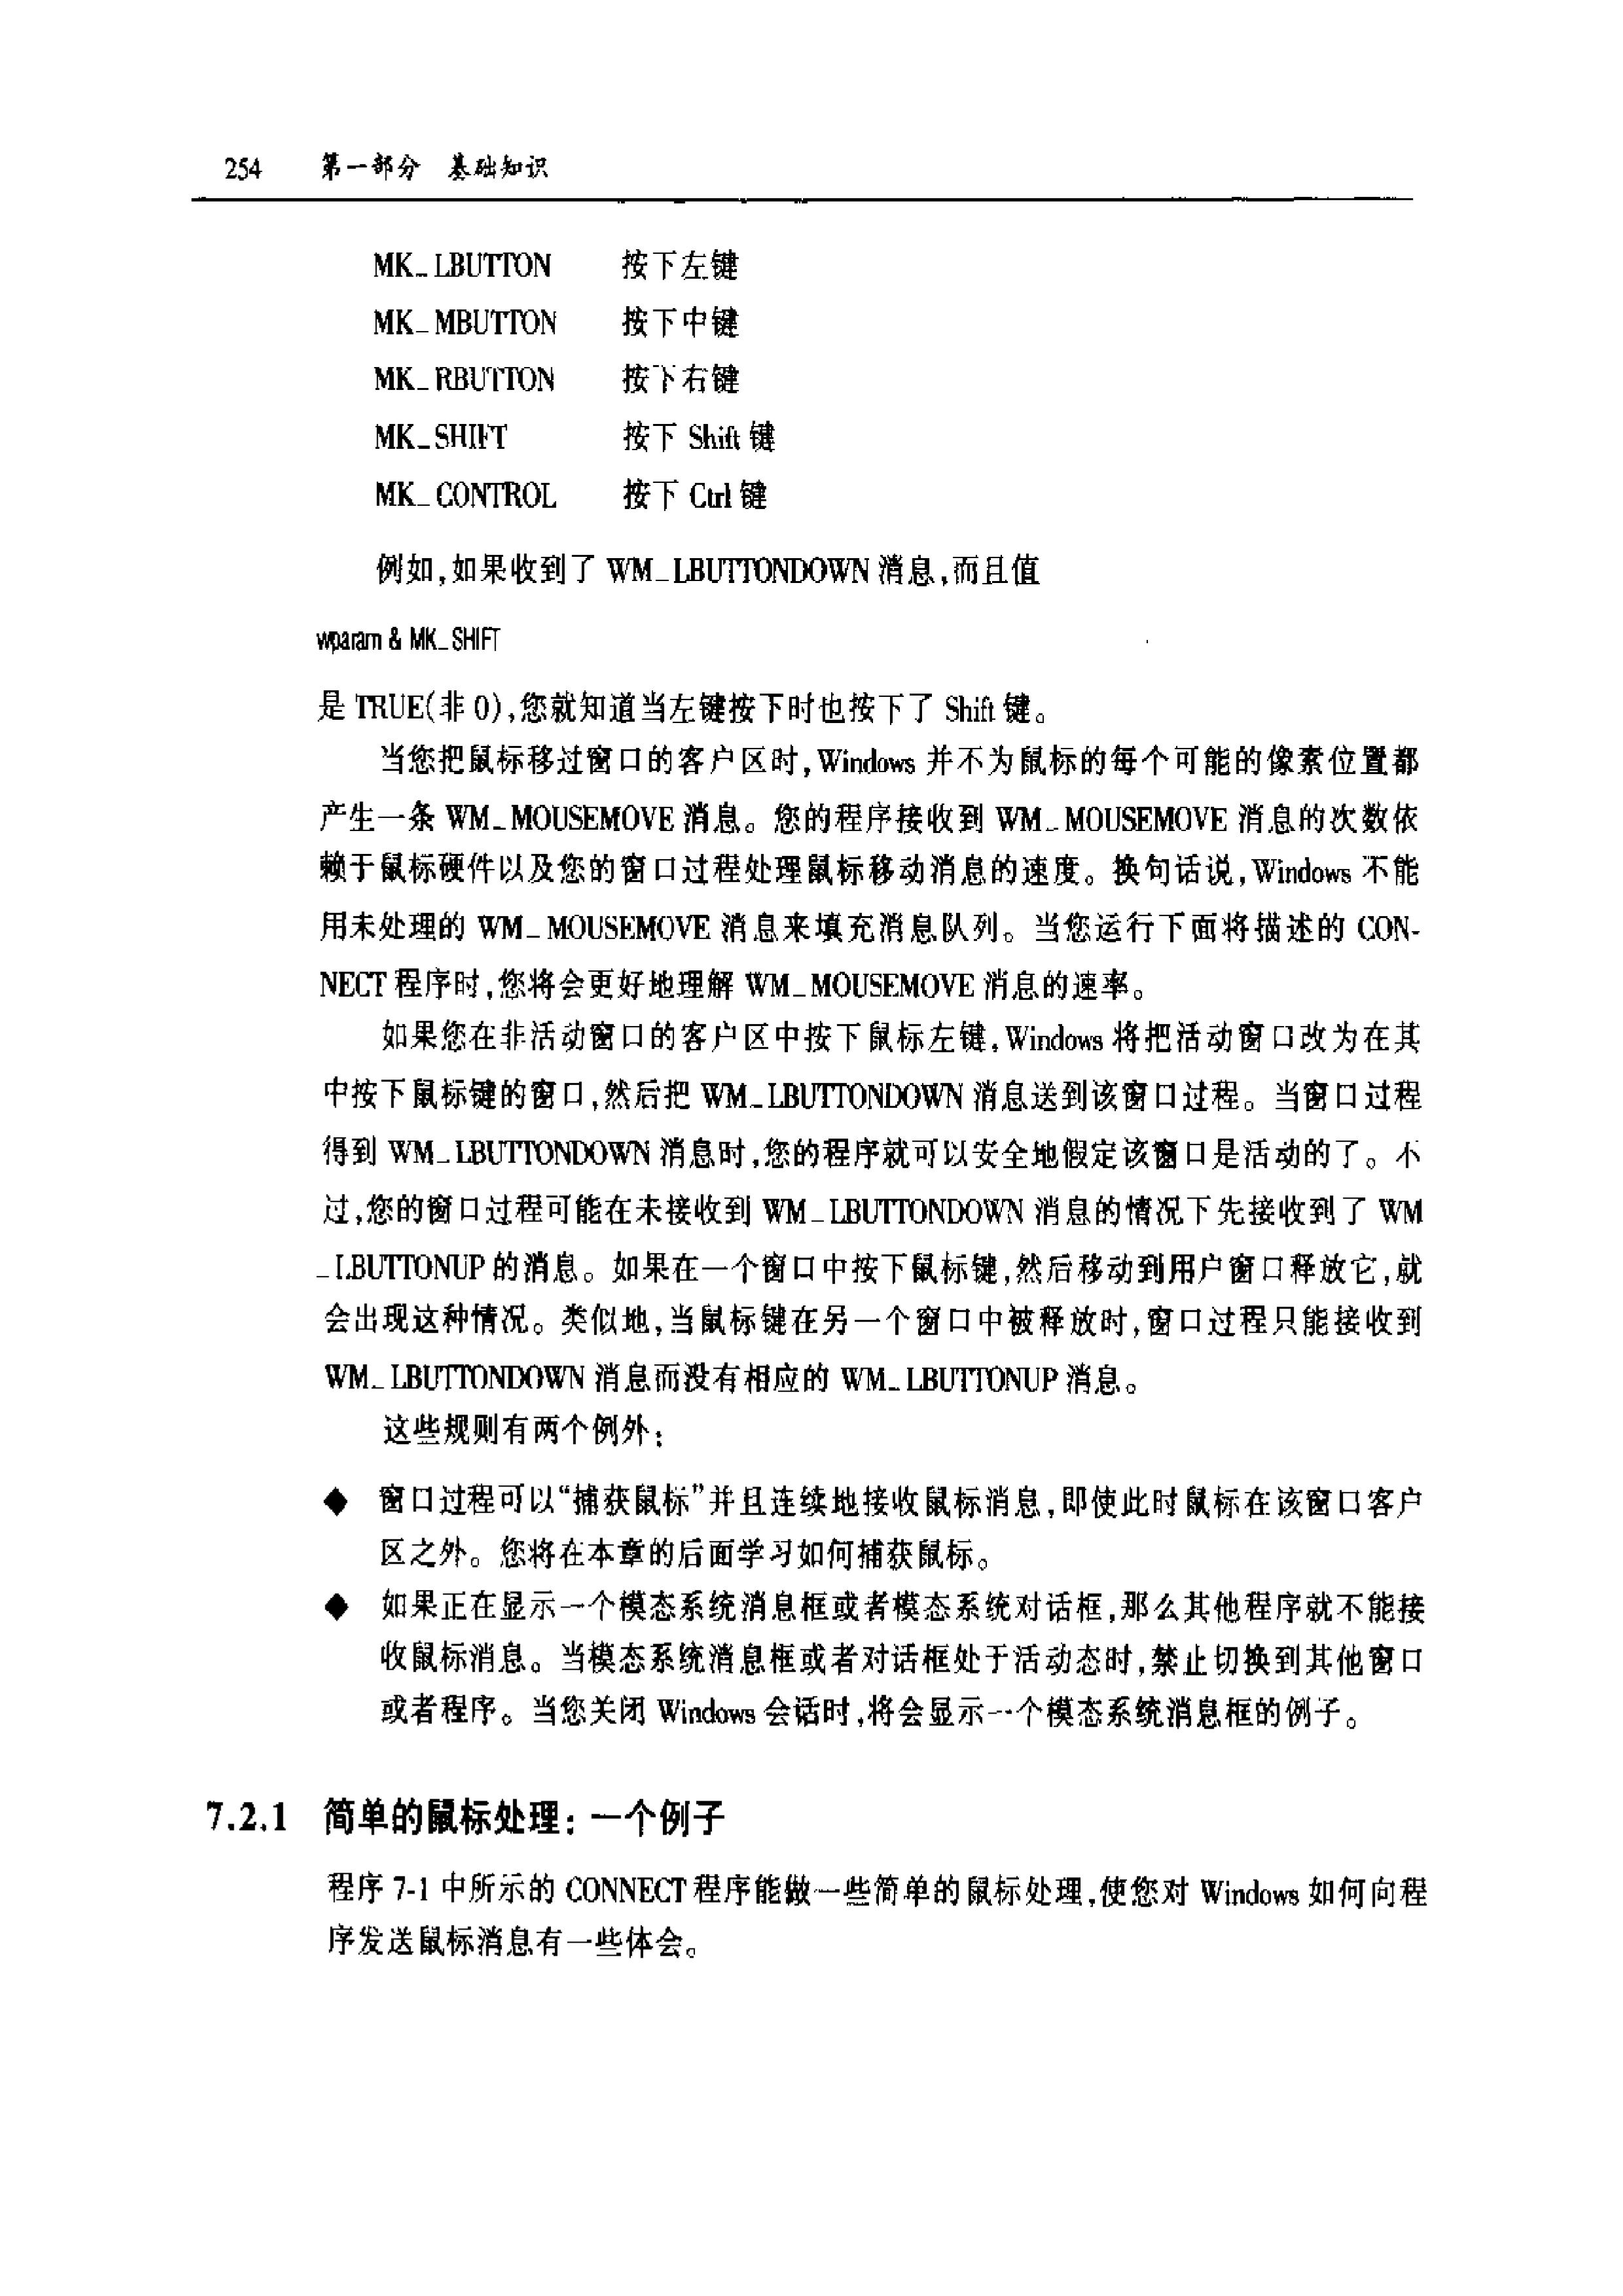 254 第一部分 基础知识
MK_LBUTTON 按下左键
MK_MBUTTON 按下中键
MK_RBUTTON 按下右键
MK_SHIFT 按下 Shift 键
MK_CONTROL 按下 Ctrl 键
例如,如果收到了 WM_LBUTTONDOWN 消息,而且值
wparam & MK_SHIFT
是 TRUE(非 0),您就知道当左键按下时也按下了 Shift 键。
当您把鼠标移过窗口的客户区时,Windows 并不为鼠标的每个可能的像素位置都
产生一条 WM_MOUSEMOVE 消息。您的程序接收到 WM_MOUSEMOVE 消息的次数依
赖于鼠标硬件以及您的窗口过程处理鼠标移动消息的速度。换句话说,Windows 不能
用未处理的 WM_MOUSEMOVE 消息来填充消息队列。当您运行下面将描述的 CON-
NECT 程序时,您将会更好地理解 WM_MOUSEMOVE 消息的速率。
如果您在非活动窗口的客户区中按下鼠标左键,Windows 将把活动窗口改为在其
中按下鼠标键的窗口,然后把 WM_LBUTTONDOWN 消息送到该窗口过程。当窗口过程
得到 WM_LBUTTONDOWN 消息时,您的程序就可以安全地假定该窗口是活动的了。不
过,您的窗口过程可能在未接收到 WM_LBUTTONDOWN 消息的情况下先接收到了 WM
_LBUTTONUP 的消息。如果在一个窗口中按下鼠标键,然后移动到用户窗口释放它,就
会出现这种情况。类似地,当鼠标键在另一个窗口中被释放时,窗口过程只能接收到
WM_LBUTTONDOWN 消息而没有相应的 WM_LBUTTONUP 消息。
这些规则有两个例外:
◆ 窗口过程可以“捕获鼠标”并且连续地接收鼠标消息,即使此时鼠标在该窗口客户
区之外。您将在本章的后面学习如何捕获鼠标。
◆ 如果正在显示一个模态系统消息框或者模态系统对话框,那么其他程序就不能接
收鼠标消息。当模态系统消息框或者对话框处于活动态时,禁止切换到其他窗口
或者程序。当您关闭 Windows 会话时,将会显示一个模态系统消息框的例子。
7.2.1 简单的鼠标处理:一个例子
程序 7-1 中所示的 CONNECT 程序能做一些简单的鼠标处理,使您对 Windows 如何向程
序发送鼠标消息有一些体会。